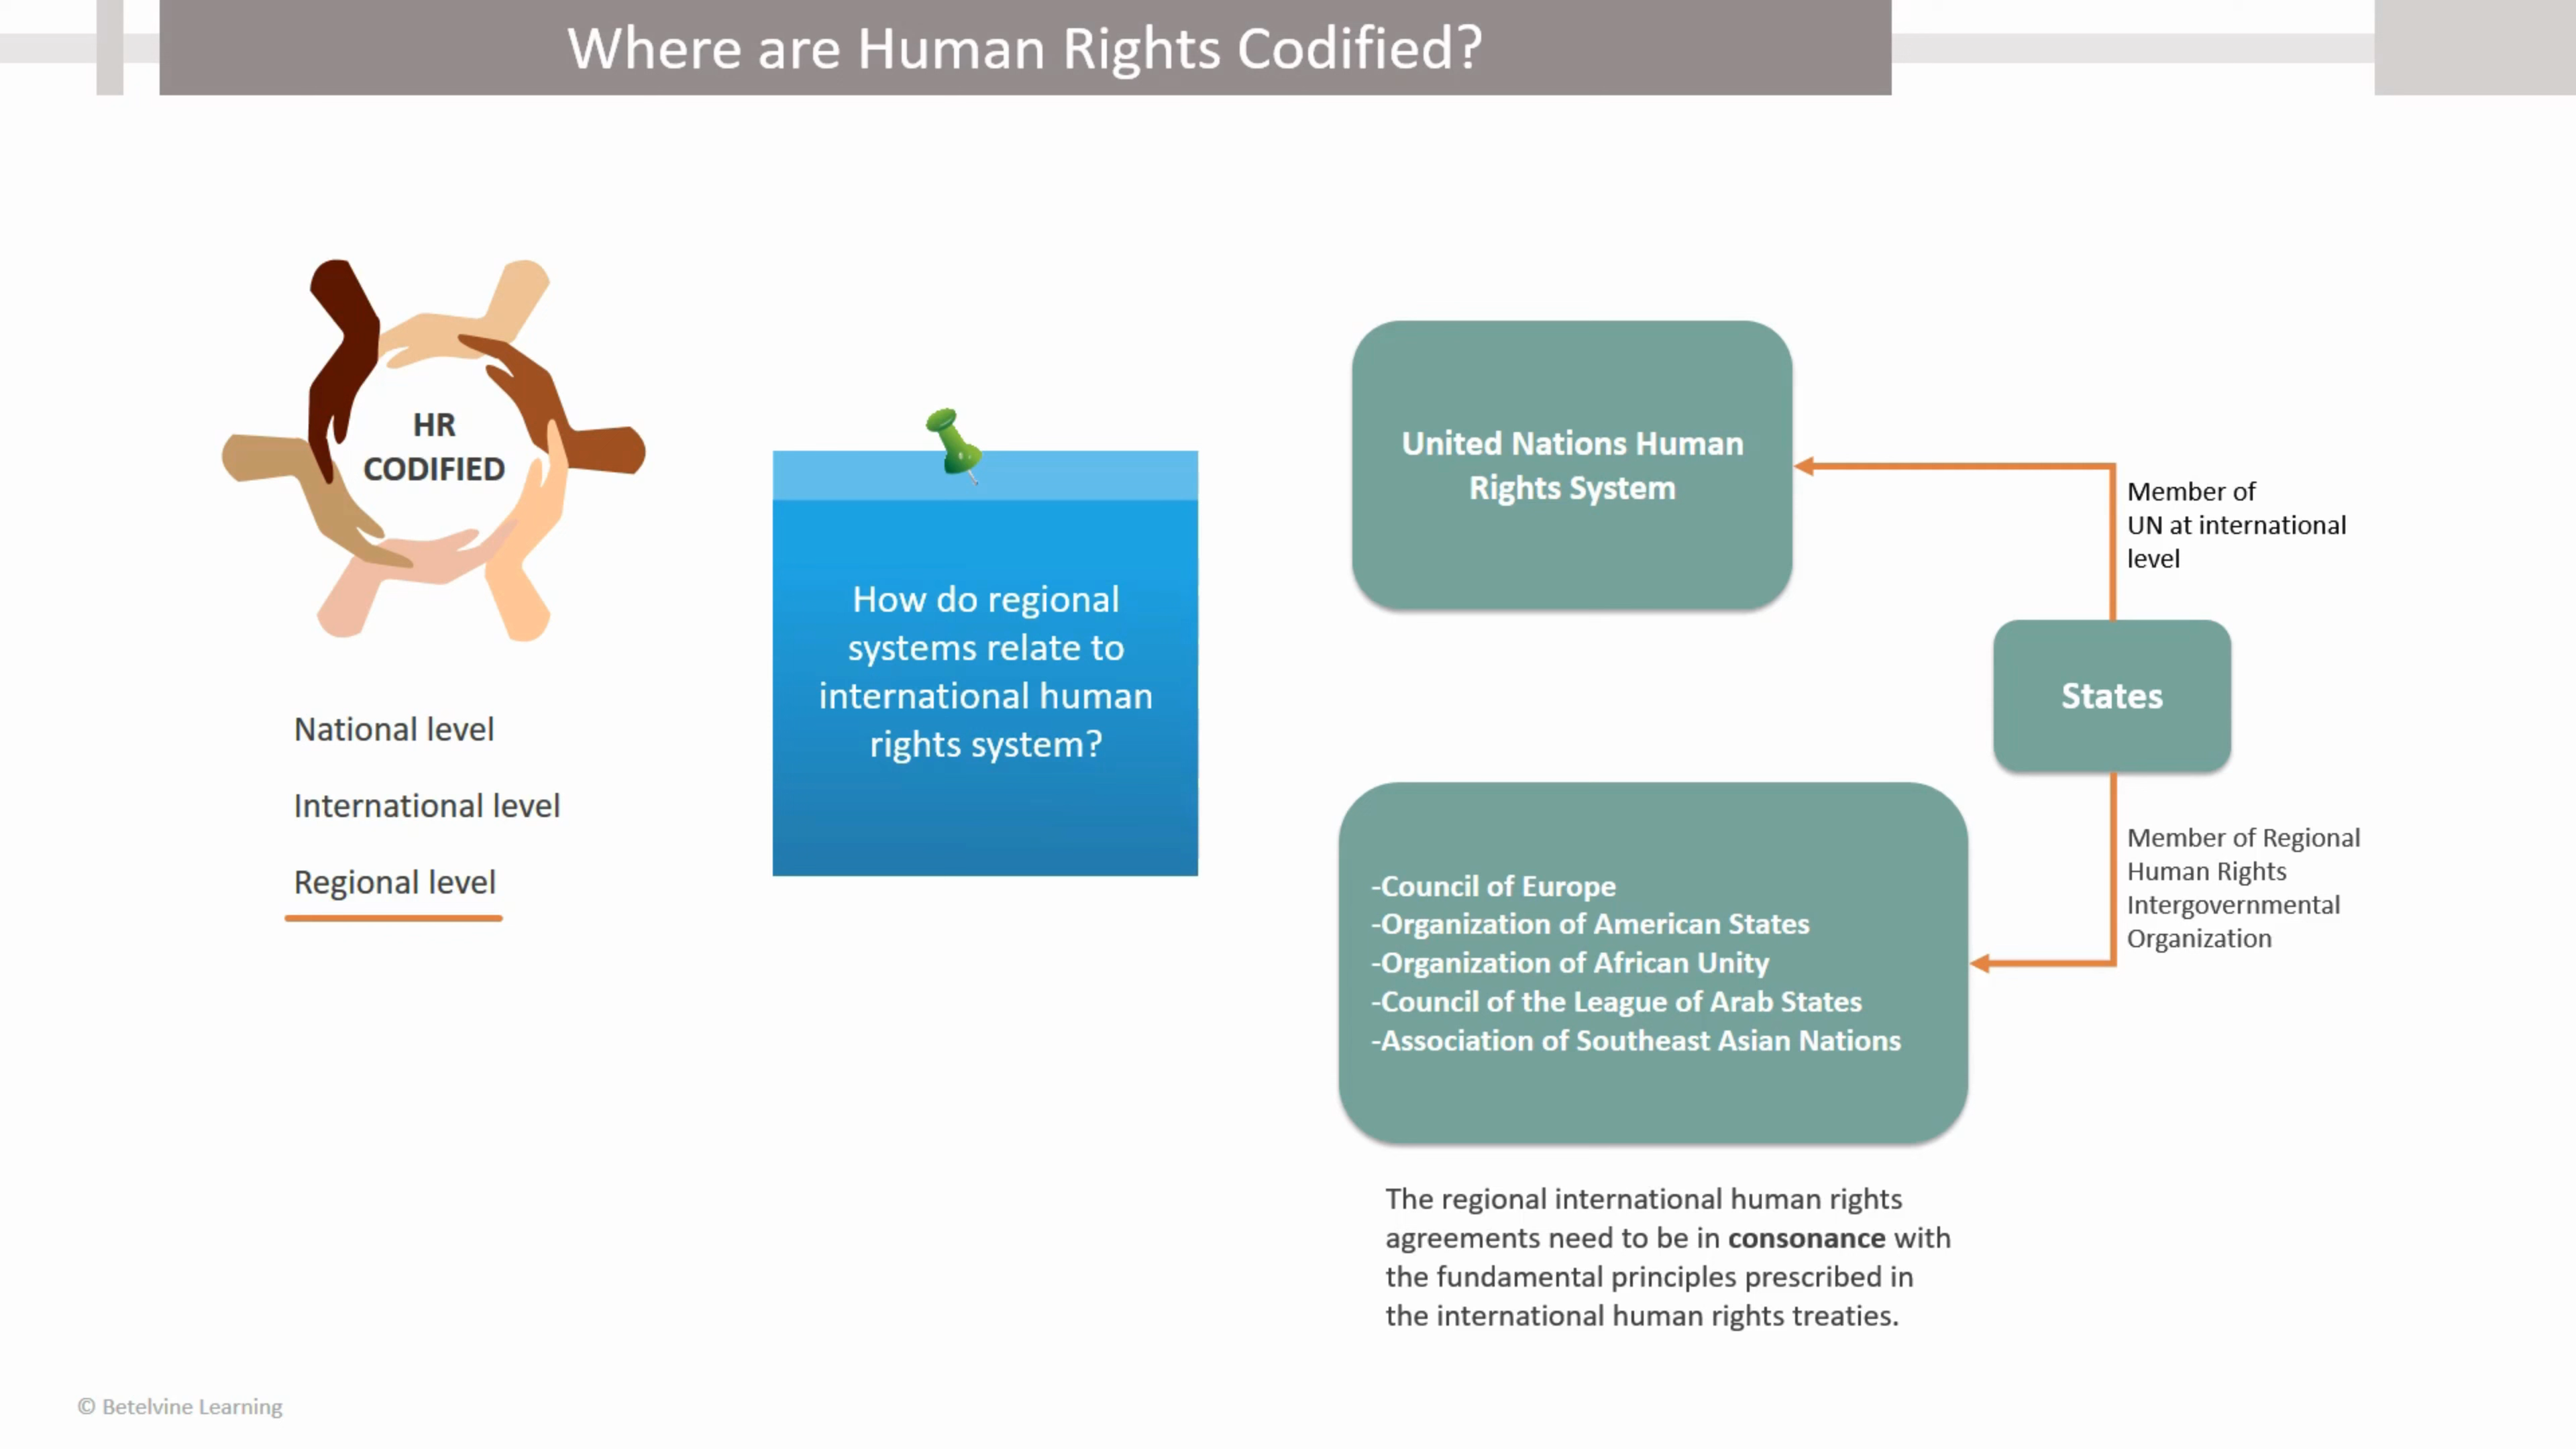 Where are Human Rights Codified?
HR
CODIFIED
National level
International level
Regional level
How do regional
systems relate to
international human
rights system?
United Nations Human
Rights System
Member of
UN at international
level
States
Member of Regional
Human Rights
Intergovernmental
Organization
-Council of Europe
-Organization of American States
-Organization of African Unity
-Council of the League of Arab States
-Association of Southeast Asian Nations
The regional international human rights
agreements need to be in consonance with
the fundamental principles prescribed in
the international human rights treaties.
© Betelvine Learning